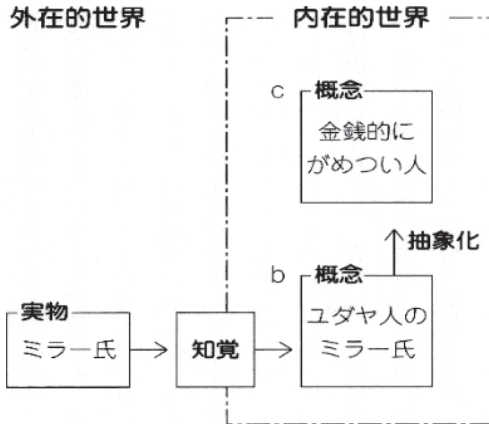 外在的世界
内在的世界
c
概念
金銭的に
がめつい人
抽象化
b
概念
ユダヤ人の
ミラー氏
実物
ミラー氏
知覚